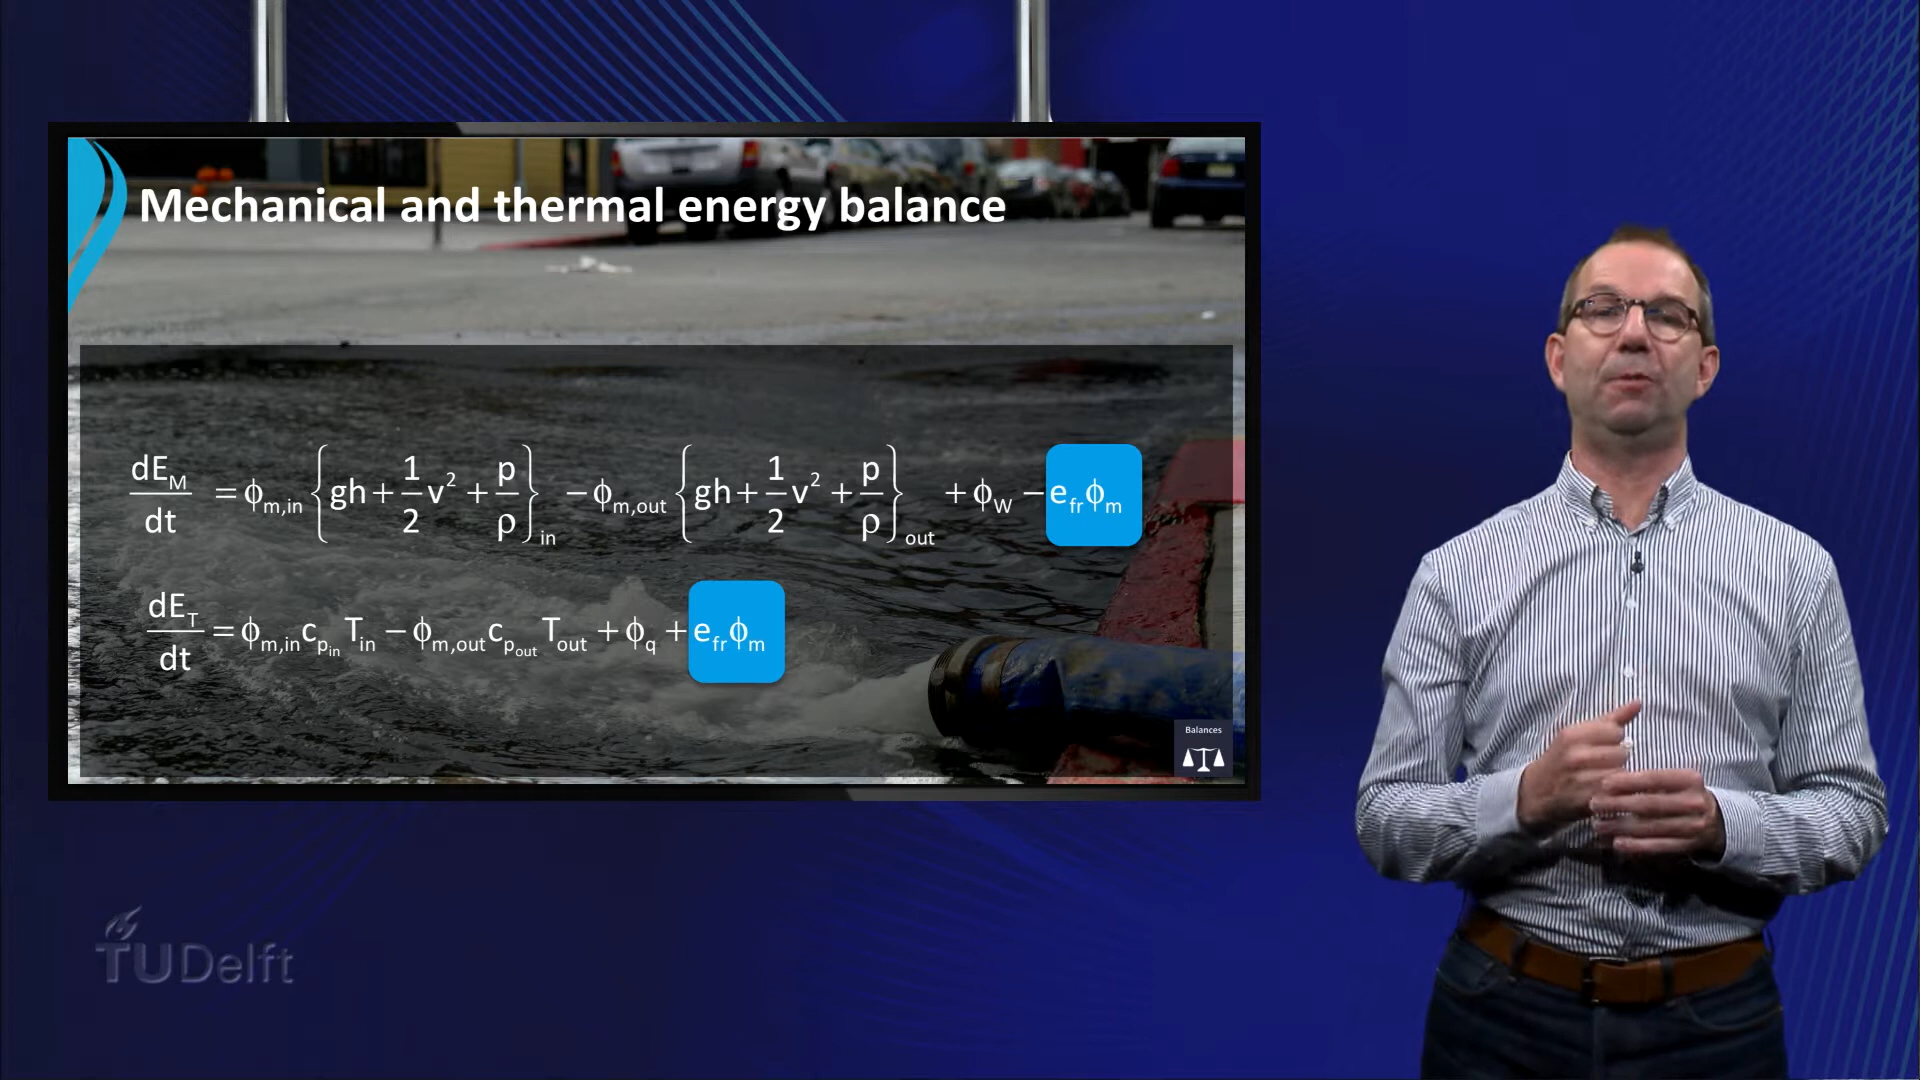 Mechanical and thermal energy balance
dE_M/dt = ϕ_m,in {gh + 1/2 v² + p/ρ}_in − ϕ_m,out {gh + 1/2 v² + p/ρ}_out + ϕ_W − e_fr ϕ_m
dE_T/dt = ϕ_m,in c_p_in T_in − ϕ_m,out c_p_out T_out + ϕ_q + e_fr ϕ_m
Balances
TUDelft